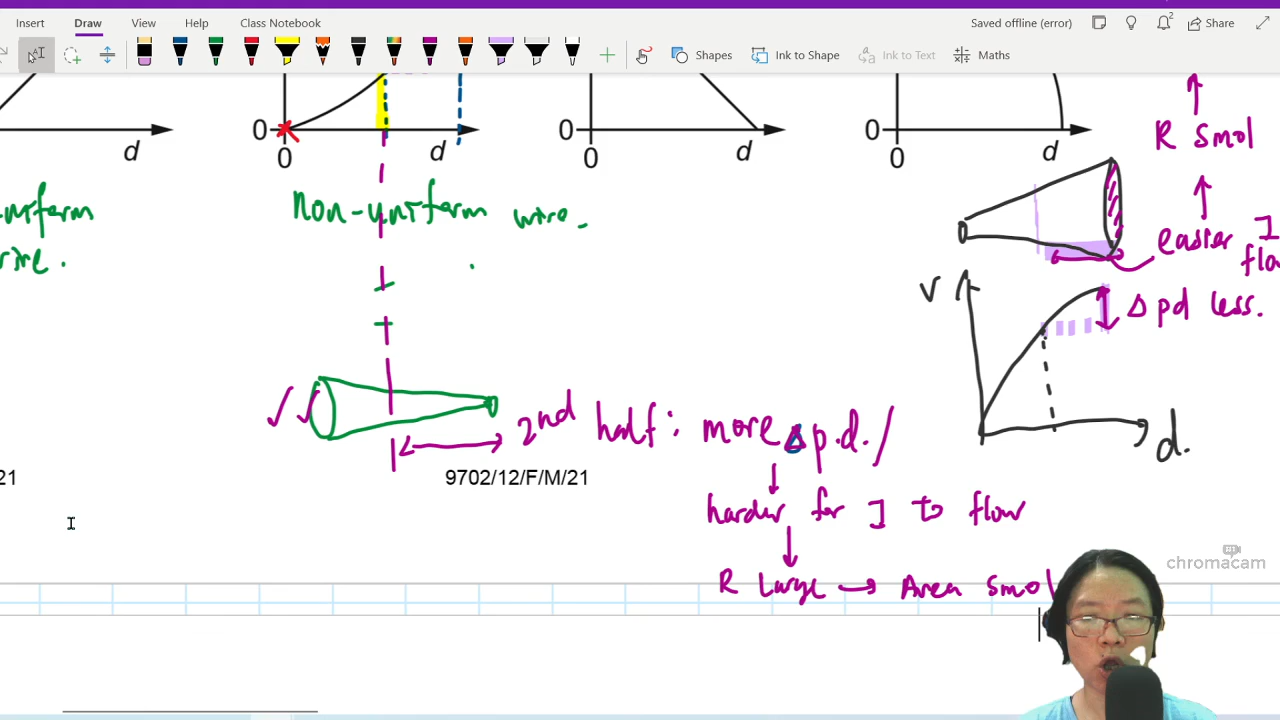 Insert Draw View Help Class Notebook Saved offline (error) Share
Shapes Ink to Shape Ink to Text Maths
0 0 0
0 d 0 d 0 d
d
R Smol
easier I
flow
non-uniform wire.
uniform
wire.
V
Δ pd less.
d.
2nd half: more Δ p.d. /
9702/12/F/M/21
21
harder for I to flow
R Large → Area Smol
chromacam